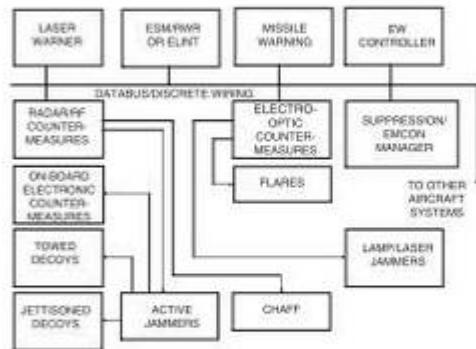 LASER
WARNER
ESM/RWR
OR ELINT
MISSILE
WARNING
EW
CONTROLLER
DATABUS/DISCRETE WIRING
RADAR/RF
COUNTER-
MEASURES
ELECTRO-
OPTIC
COUNTER-
MEASURES
SUPPRESSION/
EMCON
MANAGER
ON-BOARD
ELECTRONIC
COUNTER-
MEASURES
FLARES
TO OTHER
AIRCRAFT
SYSTEMS
TOWED
DECOYS
LAMP/LASER
JAMMERS
JETTISONED
DECOYS
ACTIVE
JAMMERS
CHAFF